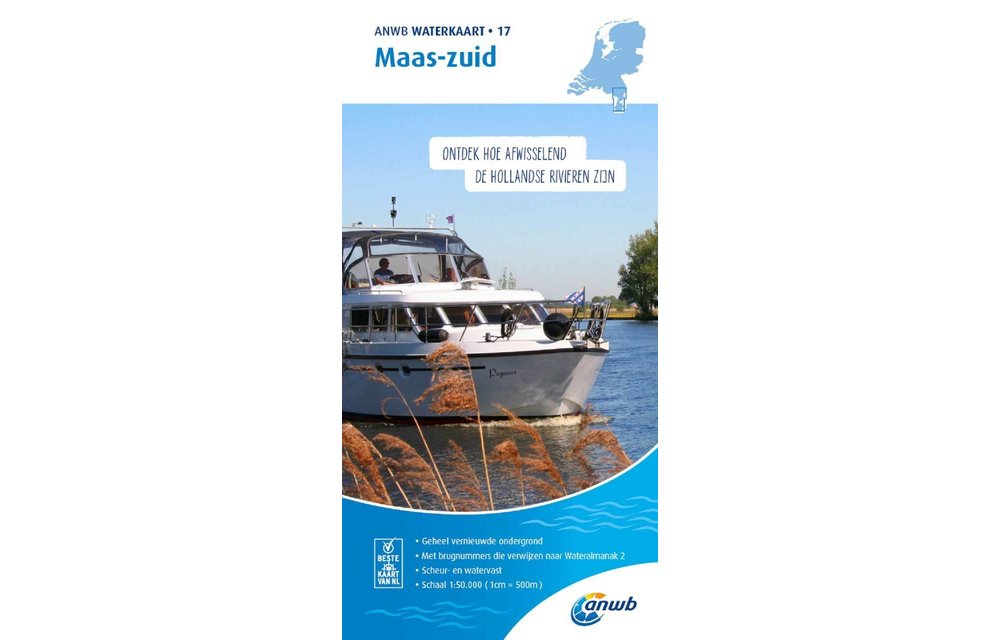 ANWB WATERKAART • 17
Maas-zuid
ONTDEK HOE AFWISSELEND
DE HOLLANDSE RIVIEREN ZIJN
Pegasus
• Geheel vernieuwde ondergrond
• Met brugnummers die verwijzen naar Wateralmanak 2
• Scheur- en watervast
• Schaal 1:50.000 (1cm = 500m)
BESTE
KAART
VAN NL
anwb